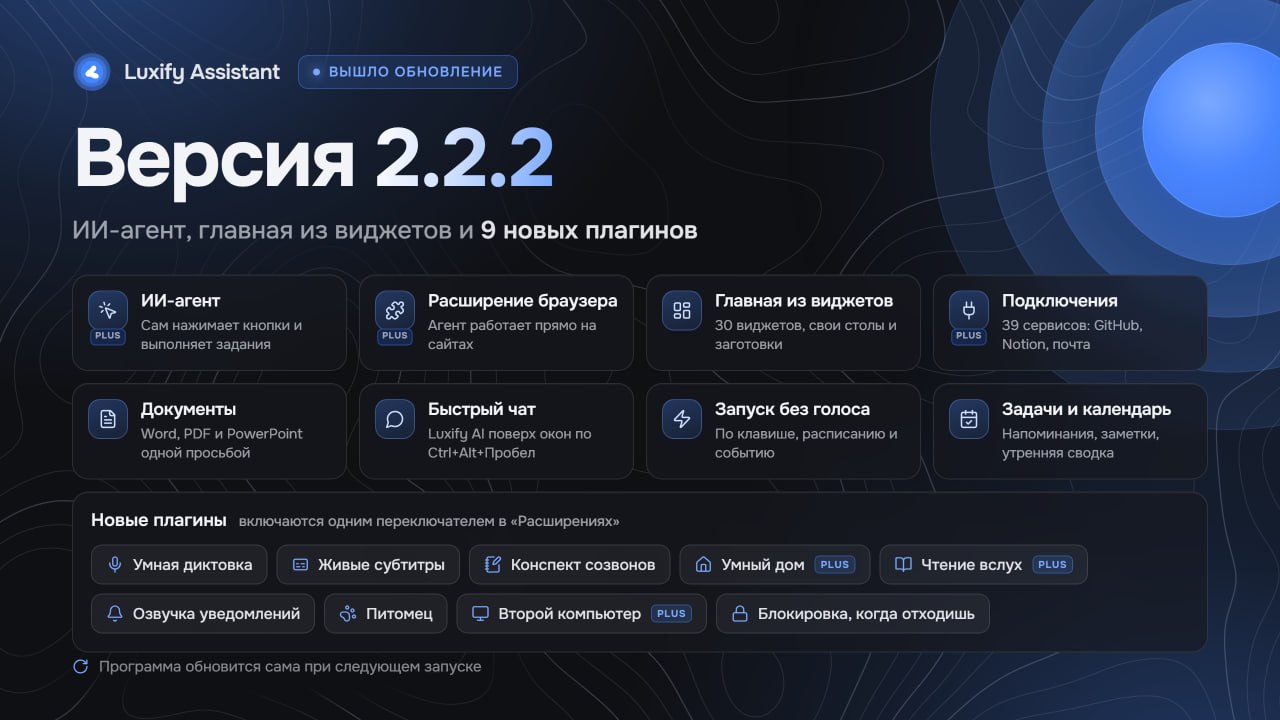 Luxify Assistant
ВЫШЛО ОБНОВЛЕНИЕ
Версия 2.2.2
ИИ-агент, главная из виджетов и 9 новых плагинов
PLUS
ИИ-агент
Сам нажимает кнопки и
выполняет задания
PLUS
Расширение браузера
Агент работает прямо на
сайтах
Главная из виджетов
30 виджетов, свои столы и
заготовки
PLUS
Подключения
39 сервисов: GitHub,
Notion, почта
Документы
Word, PDF и PowerPoint
одной просьбой
Быстрый чат
Luxify AI поверх окон по
Ctrl+Alt+Пробел
Запуск без голоса
По клавише, расписанию и
событию
Задачи и календарь
Напоминания, заметки,
утренняя сводка
Новые плагины включаются одним переключателем в «Расширениях»
Умная диктовка
Живые субтитры
Конспект созвонов
Умный дом PLUS
Чтение вслух PLUS
Озвучка уведомлений
Питомец
Второй компьютер PLUS
Блокировка, когда отходишь
Программа обновится сама при следующем запуске